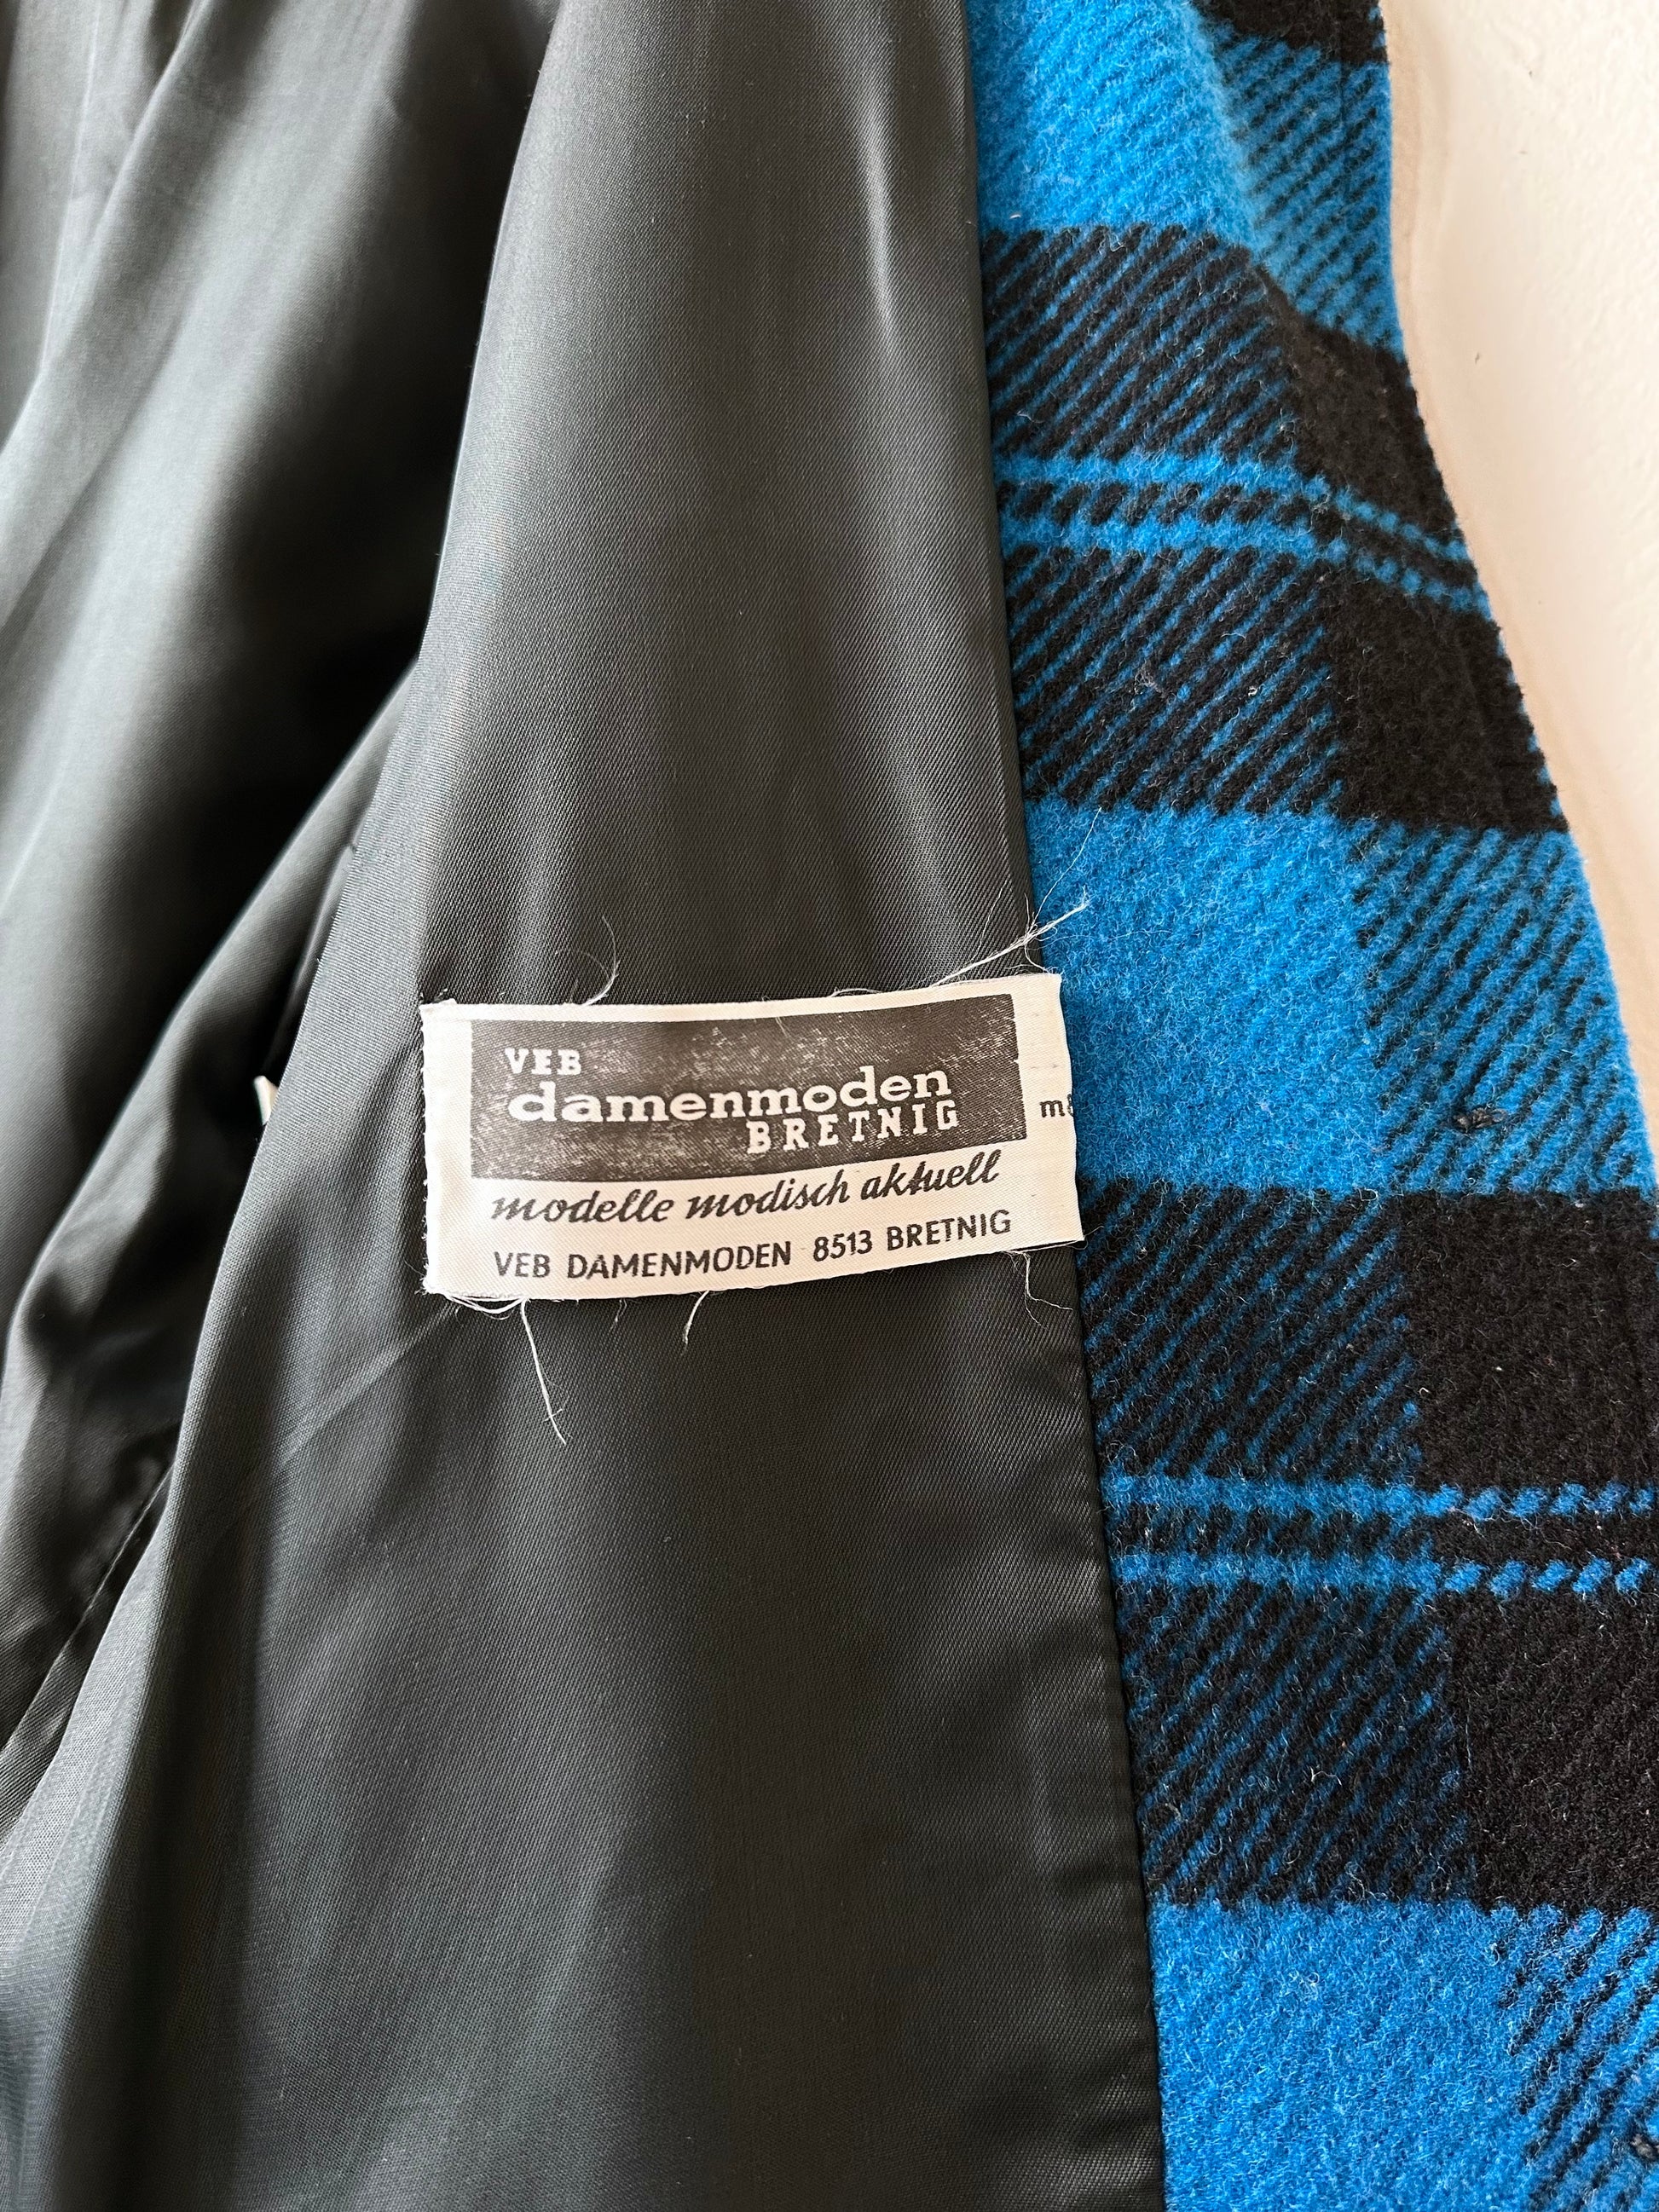 VEB
damenmoden
BRETNIG
modelle modisch aktuell
VEB DAMENMODEN 8513 BRETNIG